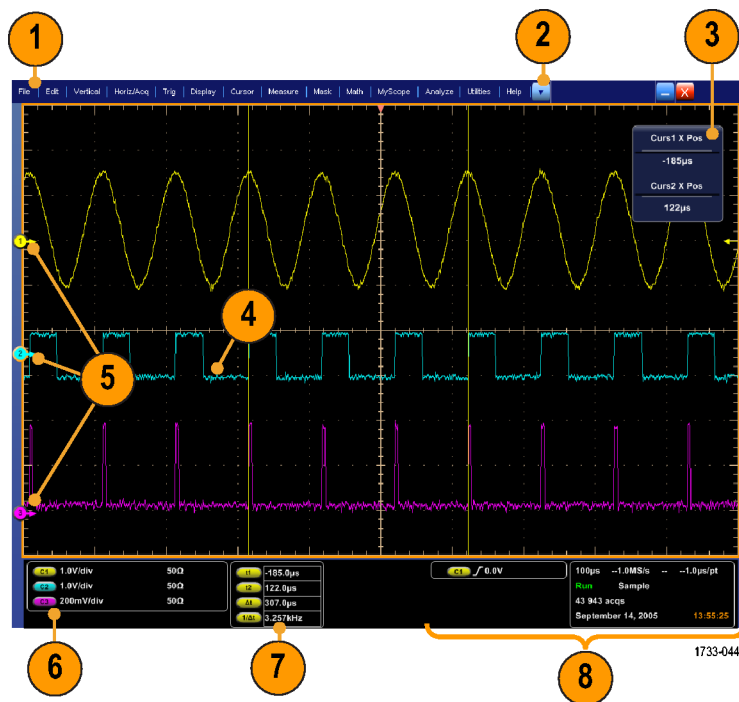 1
2
3
File Edit Vertical Horiz/Acq Trig Display Cursor Measure Mask Math MyScope Analyze Utilities Help
X
Curs1 X Pos
-185µs
Curs2 X Pos
122µs
1
4
2
5
3
C1 1.0V/div 50Ω
C2 1.0V/div 50Ω
C3 200mV/div 50Ω
t1 -185.0µs
t2 122.0µs
Δt 307.0µs
1/Δt 3.257kHz
C1 0.0V
100µs --1.0MS/s -- --1.0µs/pt
Run Sample
43 943 acqs
September 14, 2005 13:55:25
6
7
8
1733-044